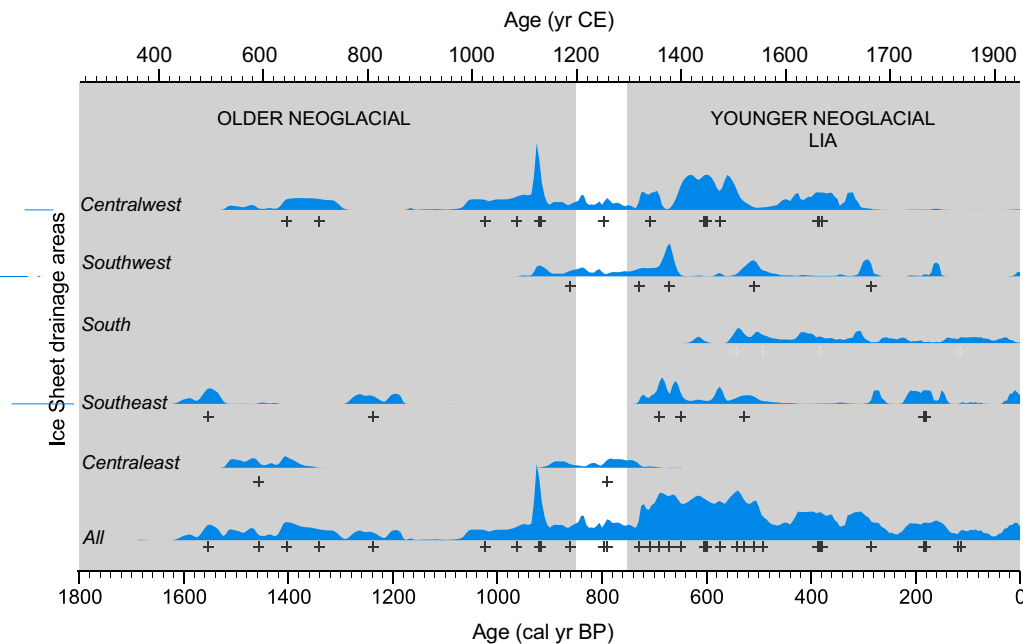 Age (yr CE)
400 600 800 1000 1200 1400 1600 1700 1950
OLDER NEOGLACIAL
YOUNGER NEOGLACIAL
LIA
Ice Sheet drainage areas
Centralwest
Southwest
South
Southeast
Centraleast
All
1800 1600 1400 1200 1000 800 600 400 200 0
Age (cal yr BP)